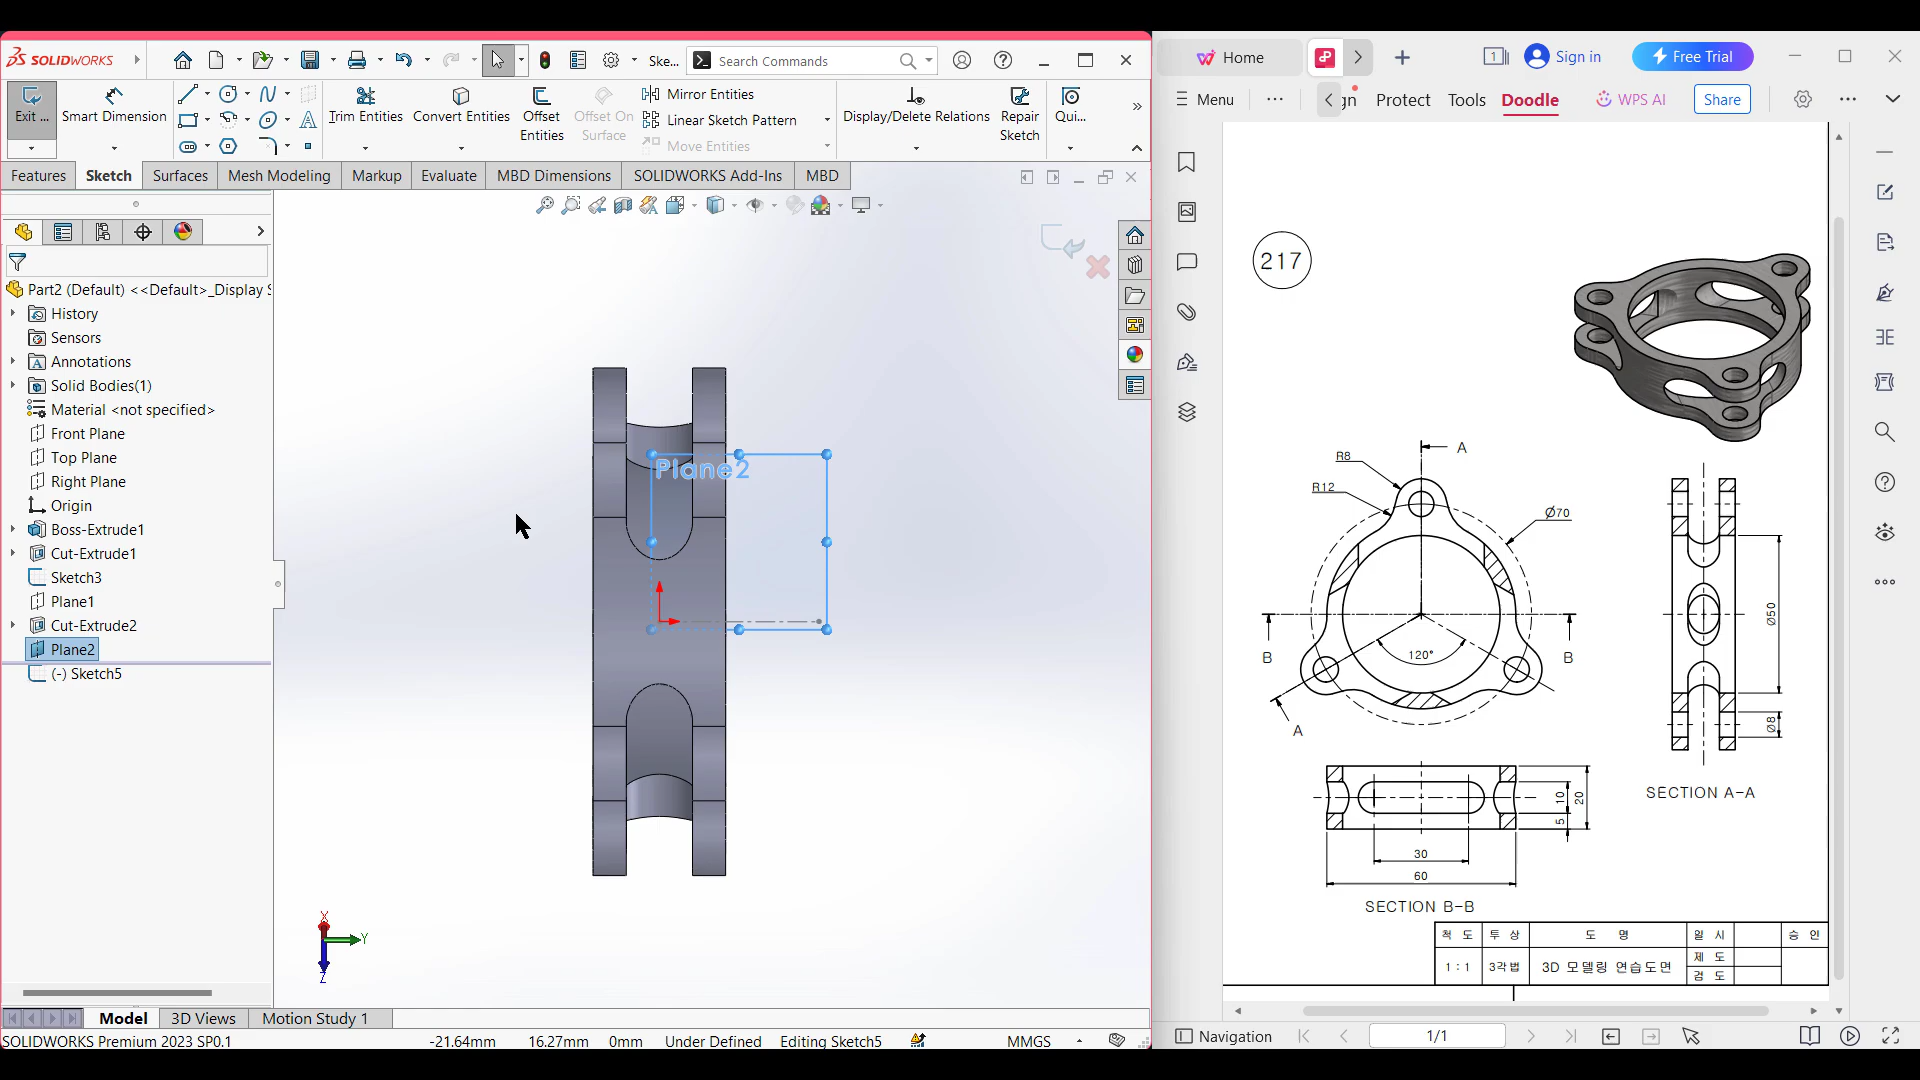 SOLIDWORKS
Ske...
Search Commands
Exit ...
Smart Dimension
Trim Entities
Convert Entities
Offset Entities
Offset On Surface
Mirror Entities
Linear Sketch Pattern
Move Entities
Display/Delete Relations
Repair Sketch
Qui...
Features
Sketch
Surfaces
Mesh Modeling
Markup
Evaluate
MBD Dimensions
SOLIDWORKS Add-Ins
MBD
Part2 (Default) <<Default>_Display S
History
Sensors
Annotations
Solid Bodies(1)
Material <not specified>
Front Plane
Top Plane
Right Plane
Origin
Boss-Extrude1
Cut-Extrude1
Sketch3
Plane1
Cut-Extrude2
Plane2
(-) Sketch5
Plane2
X
Y
Z
Model
3D Views
Motion Study 1
SOLIDWORKS Premium 2023 SP0.1
-21.64mm
16.27mm
0mm
Under Defined
Editing Sketch5
MMGS
Home
1
Sign in
Free Trial
Menu
gn
Protect
Tools
Doodle
WPS AI
Share
217
A
R8
R12
Ø70
B
B
120°
A
Ø50
Ø8
SECTION A-A
10
20
5
30
60
SECTION B-B
척 도
투 상
도 명
일 시
승 인
1 : 1
3각법
3D 모델링 연습도면
제 도
검 도
Navigation
1/1